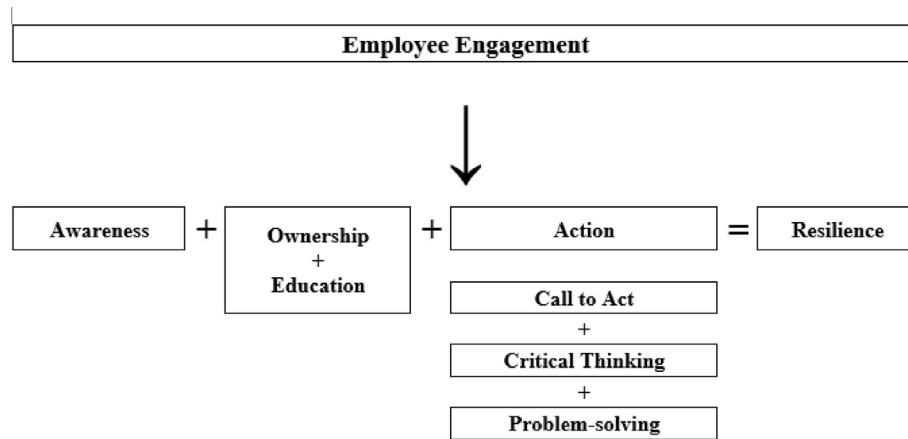 Employee Engagement
Awareness + Ownership + Action = Resilience
+
Education
Call to Act
+
Critical Thinking
+
Problem-solving